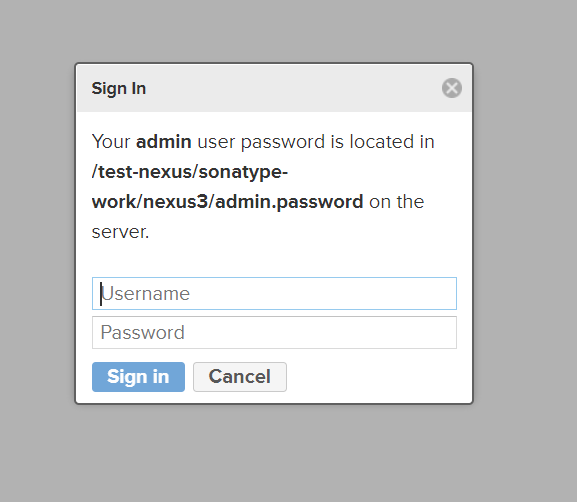 Sign In
Your admin user password is located in
/test-nexus/sonatype-
work/nexus3/admin.password on the
server.
Username
Password
Sign in Cancel